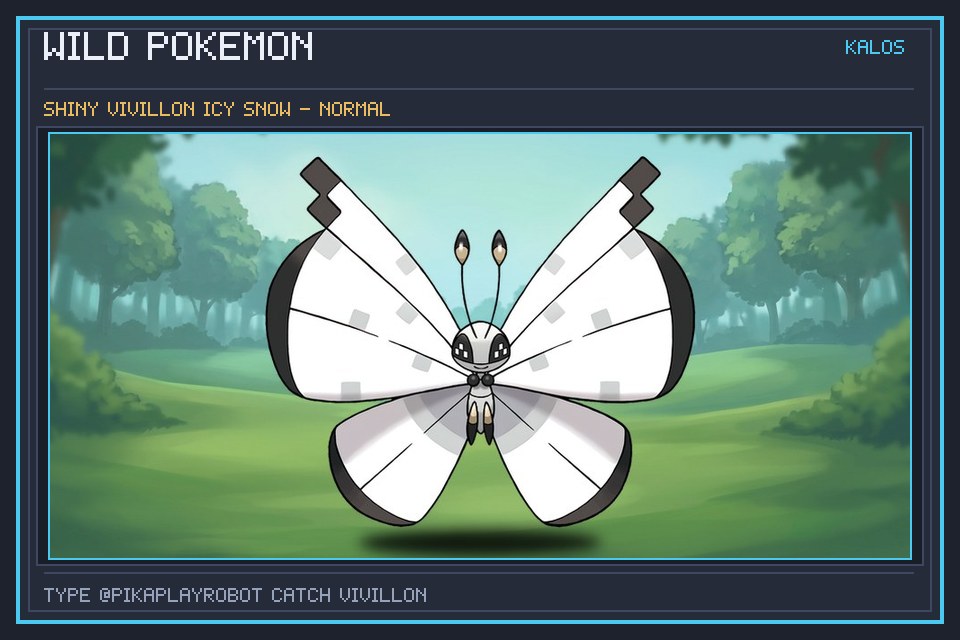 WILD POKEMON
KALOS
SHINY VIVILLON ICY SNOW - NORMAL
TYPE @PIKAPLAYROBOT CATCH VIVILLON